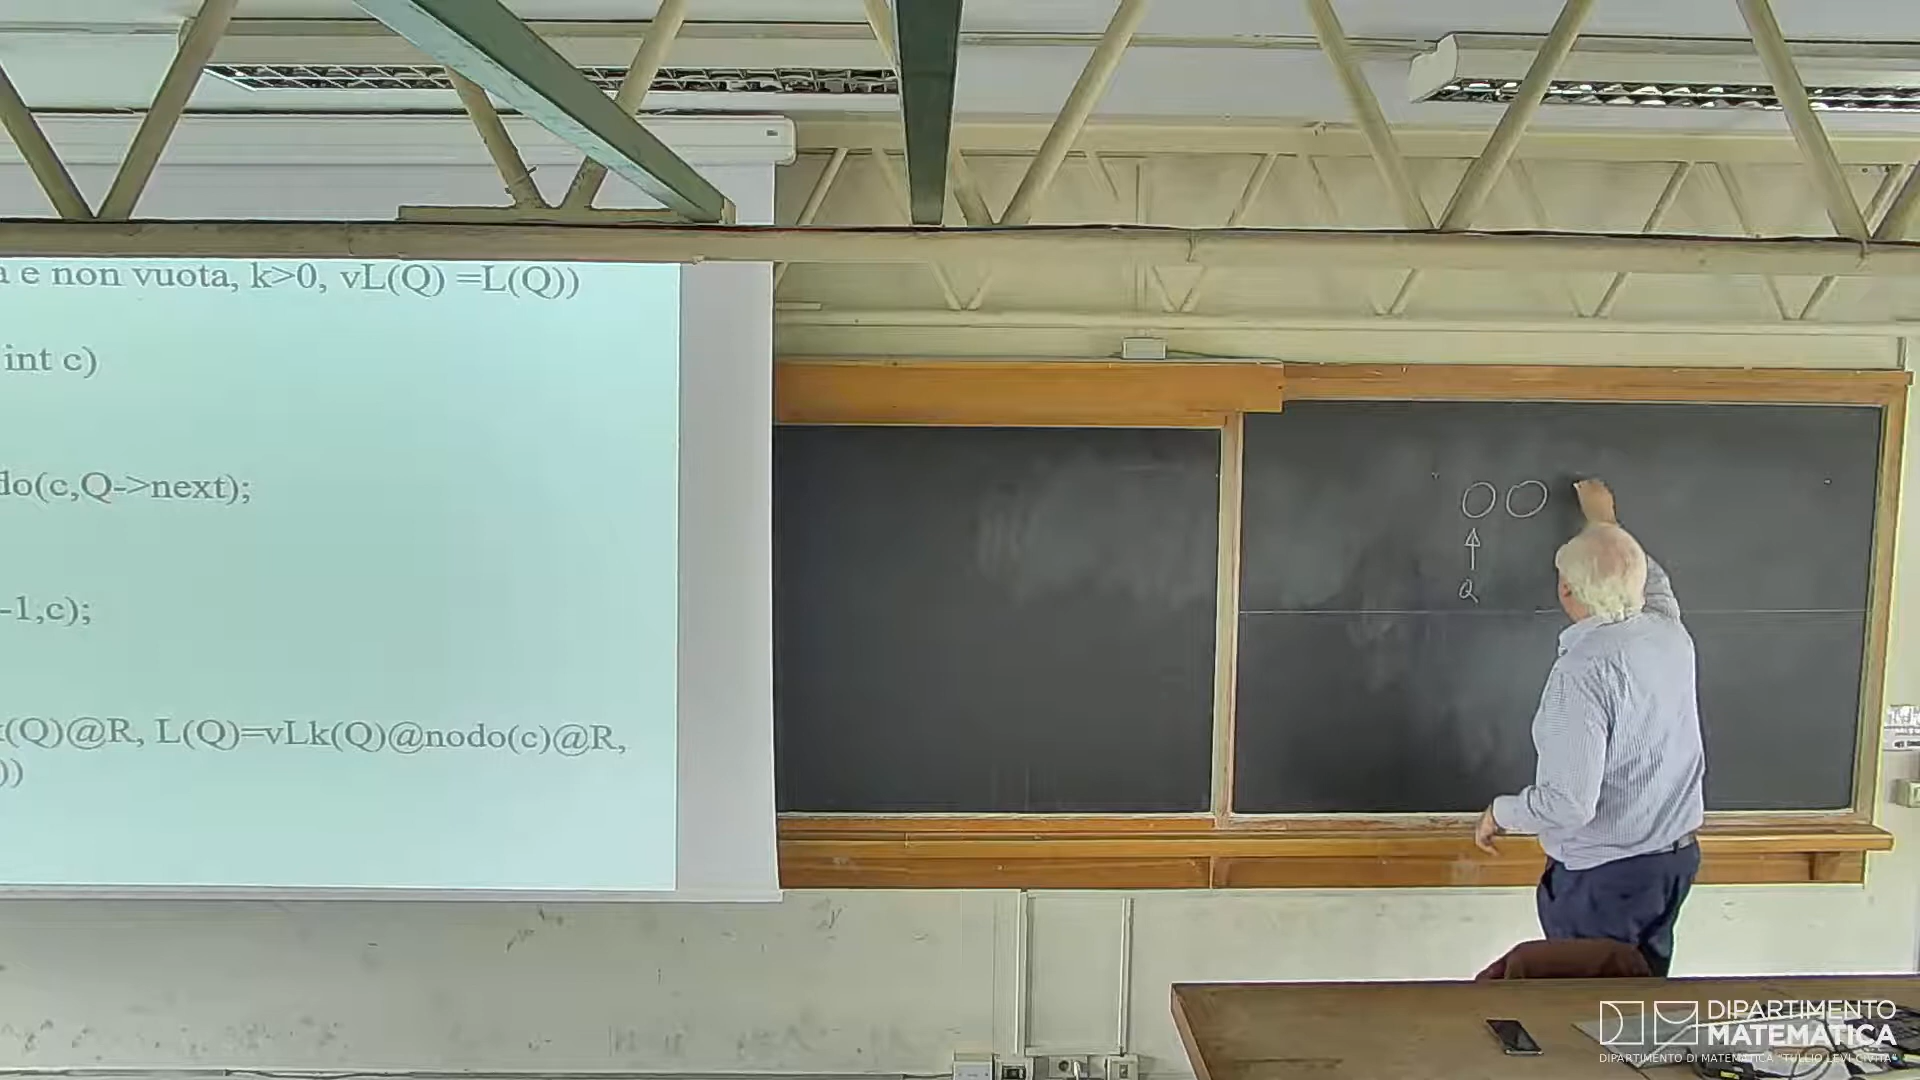 e non vuota, k>0, vL(Q) =L(Q))
int c)
do(c,Q->next);
-1,c);
(Q)@R, L(Q)=vLk(Q)@nodo(c)@R,
))
Q
DIPARTIMENTO
MATEMATICA
DIPARTIMENTO DI MATEMATICA "TULLIO LEVI-CIVITA"